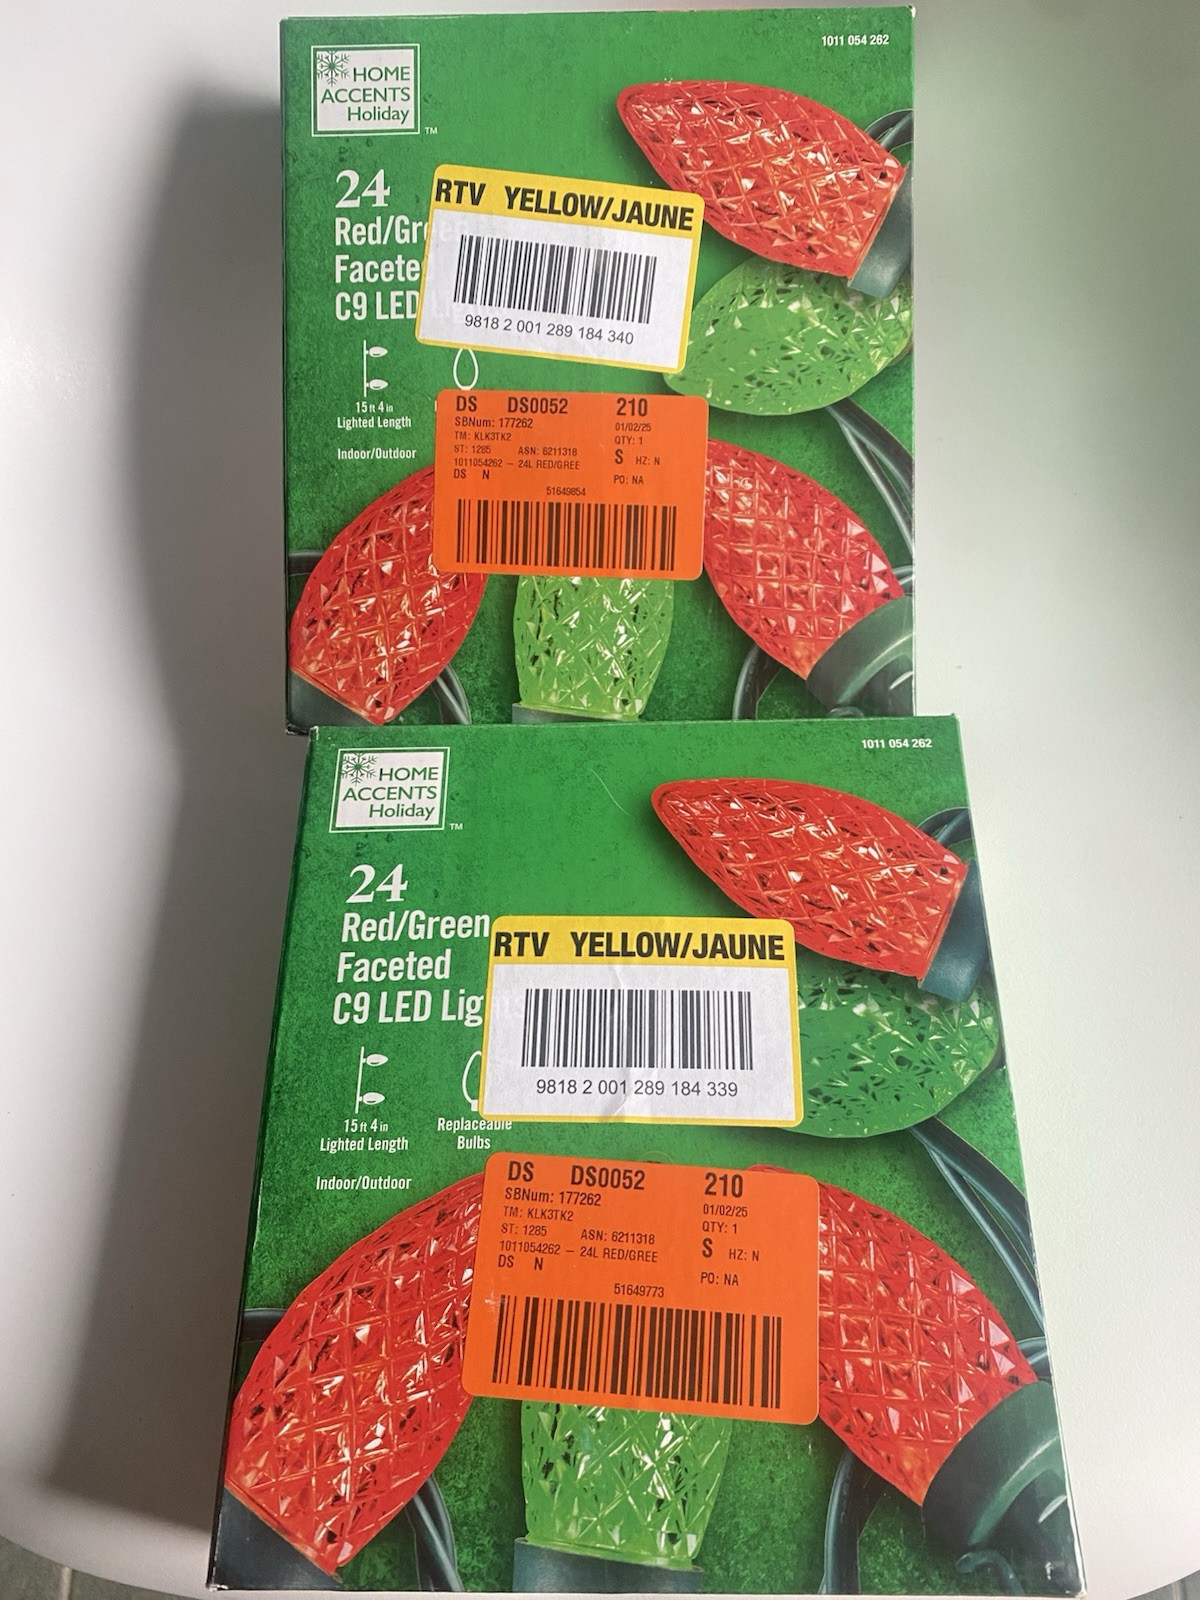 HOME
ACCENTS
Holiday
TM
1011 054 262
24
Red/Gree
Facete
C9 LED
15 ft 4 in
Lighted Length
Indoor/Outdoor
RTV YELLOW/JAUNE
9818 2 001 289 184 340
DS DS0052 210
SBNum: 177262 01/02/25
TM: KLK3TK2 QTY: 1
ST: 1285 ASN: 6211318 S HZ: N
1011054262 – 24L RED/GREE
DS N PO: NA
51649854
HOME
ACCENTS
Holiday
TM
1011 054 262
24
Red/Green
Faceted
C9 LED Lights
15 ft 4 in
Lighted Length
Replaceable
Bulbs
Indoor/Outdoor
RTV YELLOW/JAUNE
9818 2 001 289 184 339
DS DS0052 210
SBNum: 177262 01/02/25
TM: KLK3TK2 QTY: 1
ST: 1285 ASN: 6211318 S HZ: N
1011054262 – 24L RED/GREE
DS N PO: NA
51649773